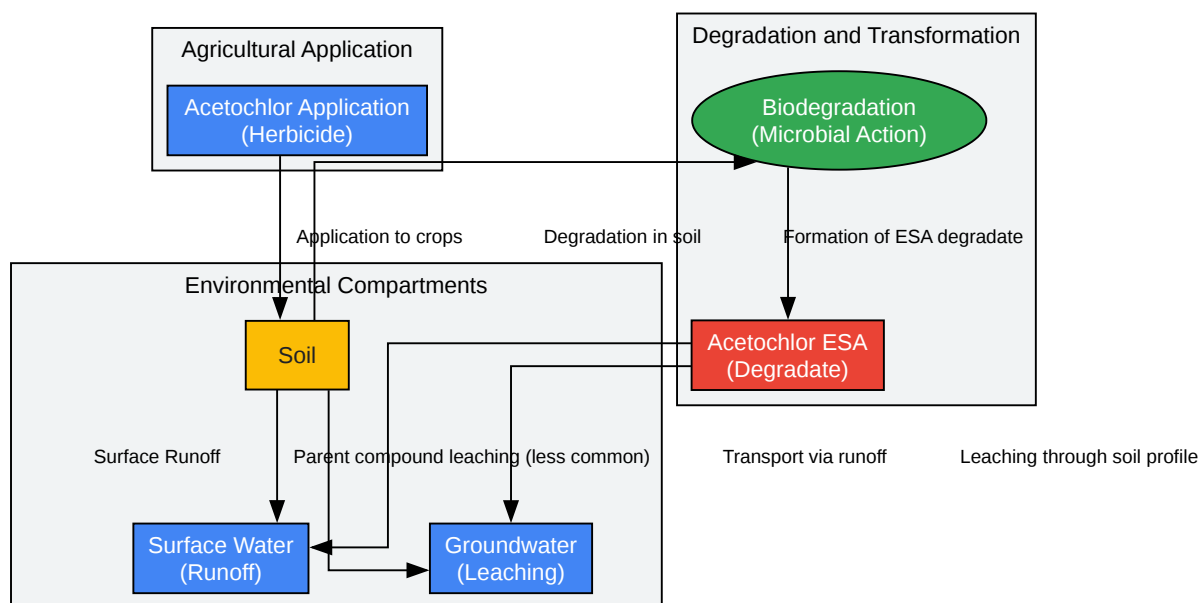 Agricultural Application
Degradation and Transformation
Acetochlor Application
(Herbicide)
Biodegradation
(Microbial Action)
Application to crops
Degradation in soil
Formation of ESA degradate
Environmental Compartments
Soil
Acetochlor ESA
(Degradate)
Surface Runoff
Parent compound leaching (less common)
Transport via runoff
Leaching through soil profile
Surface Water
(Runoff)
Groundwater
(Leaching)